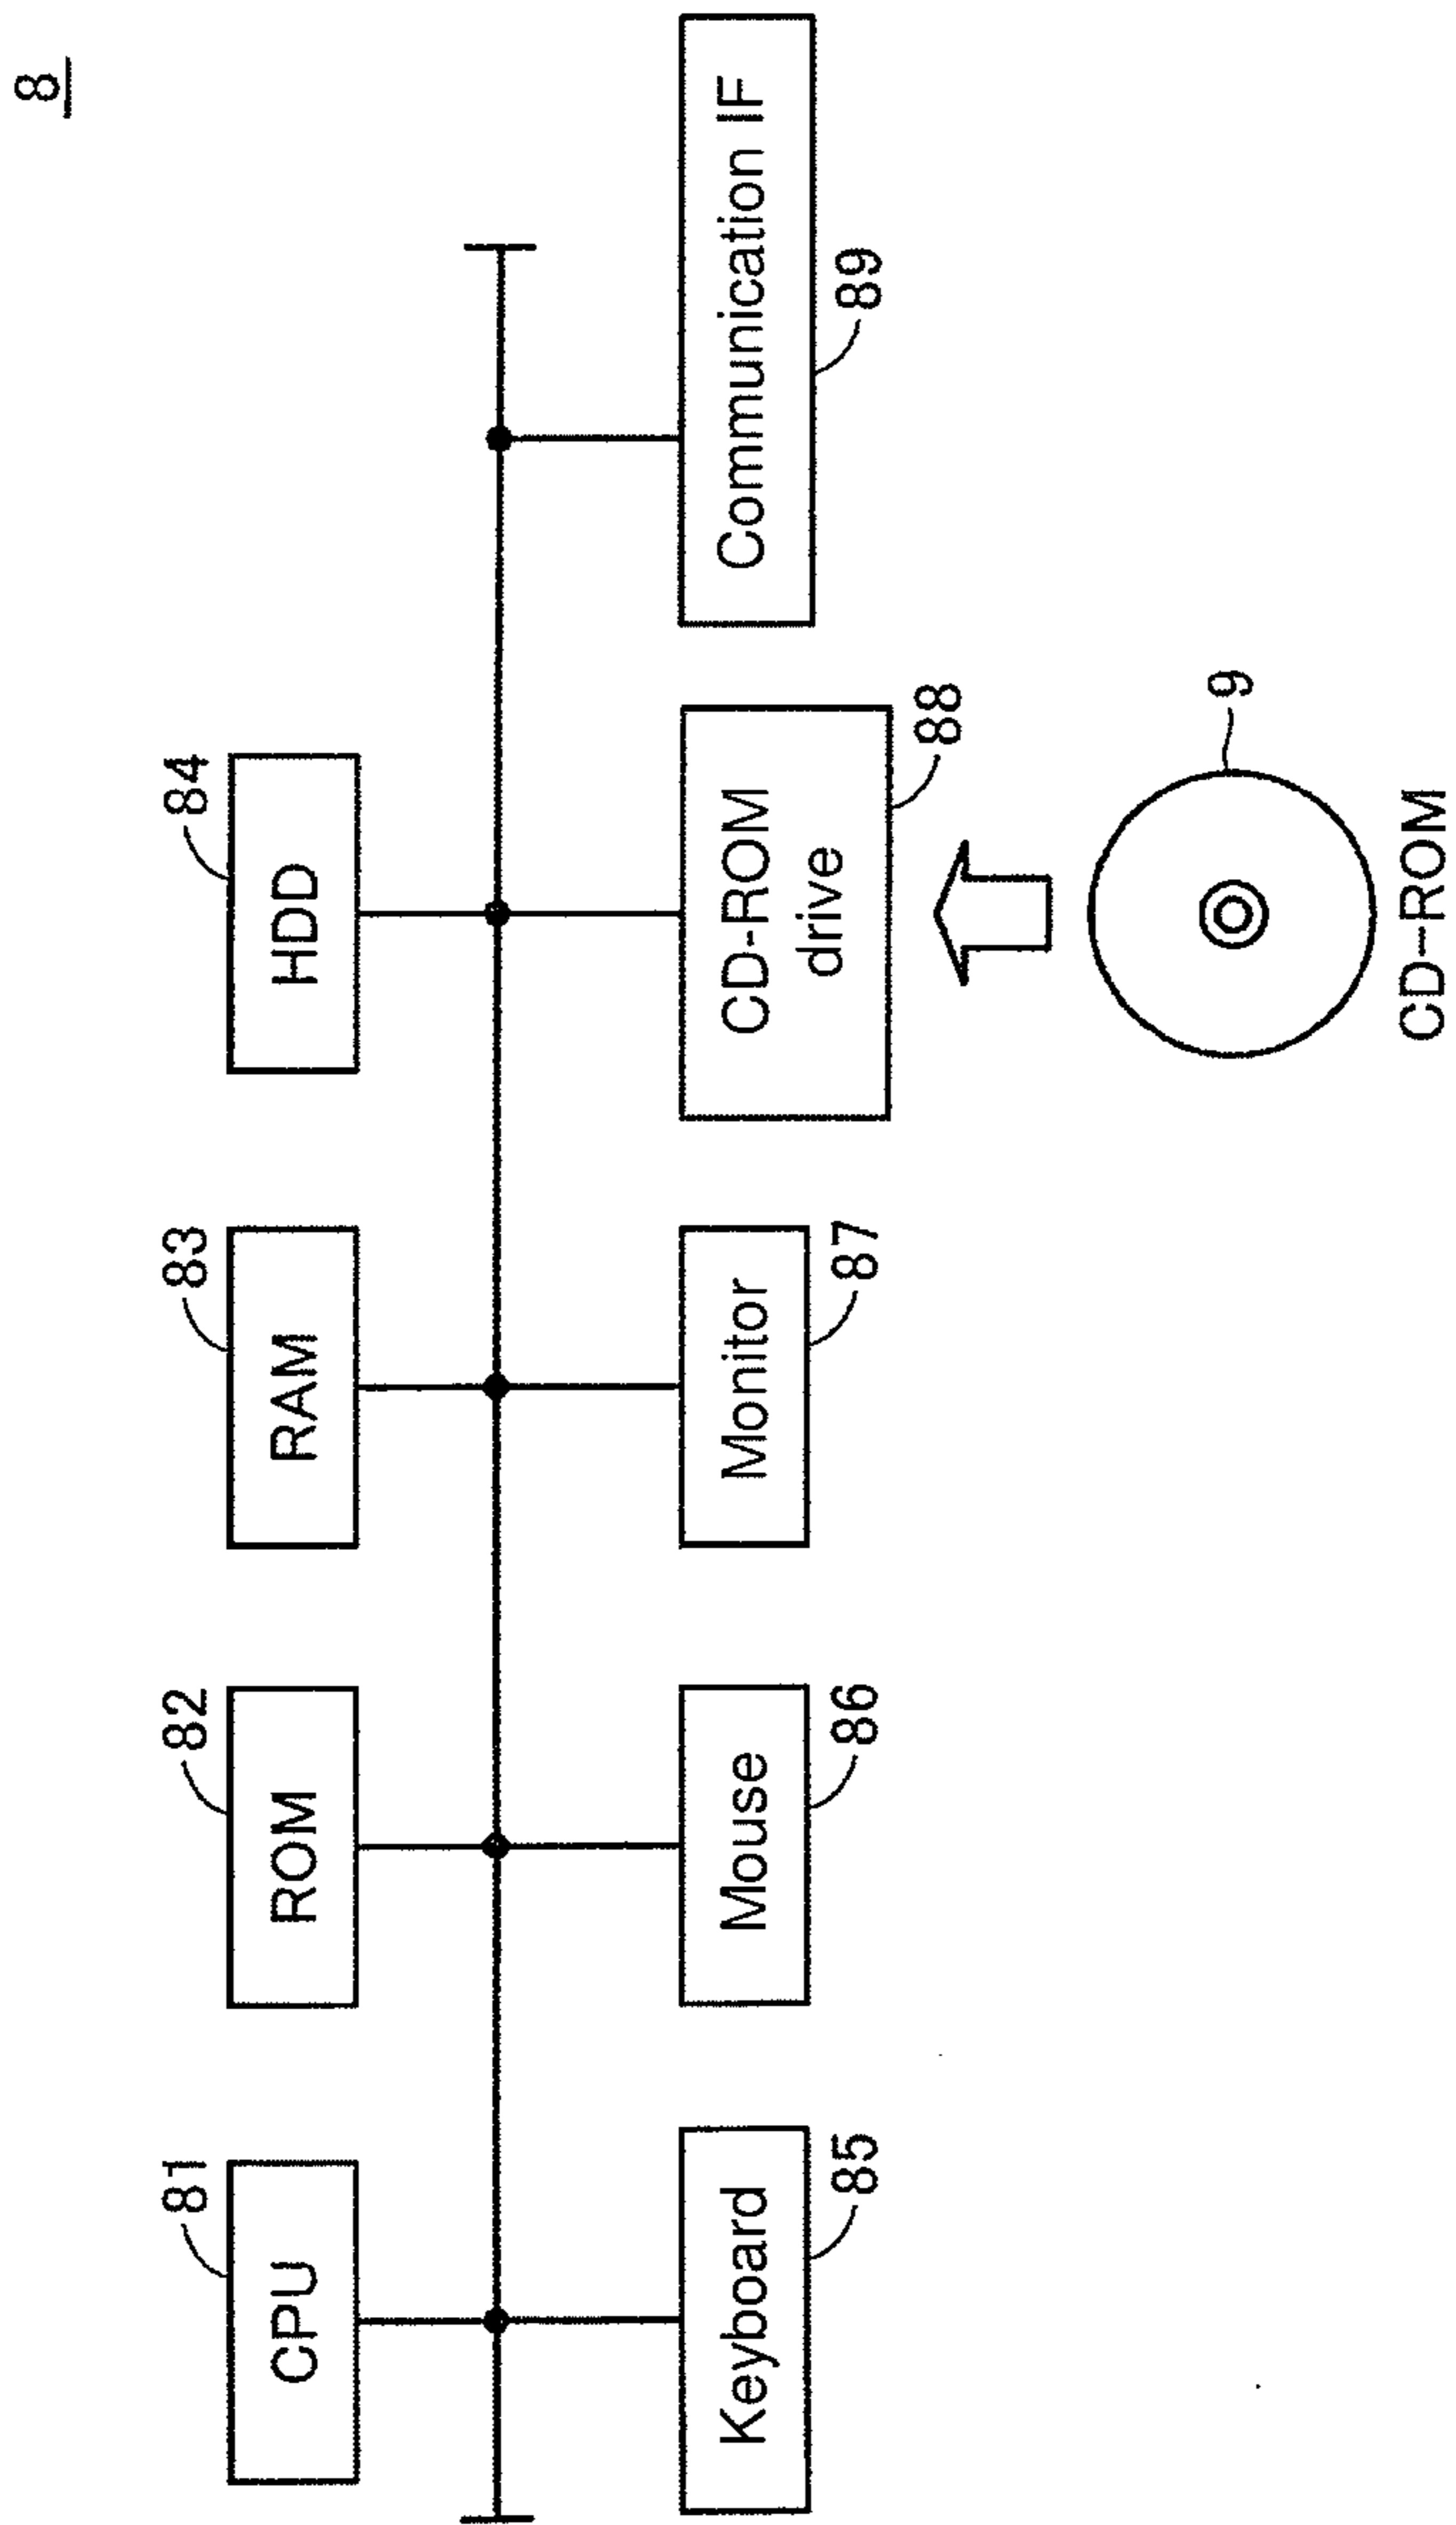 8
81
82
83
84
CPU
ROM
RAM
HDD
Keyboard
Mouse
Monitor
CD-ROM
drive
Communication IF
85
86
87
88
89
9
CD-ROM